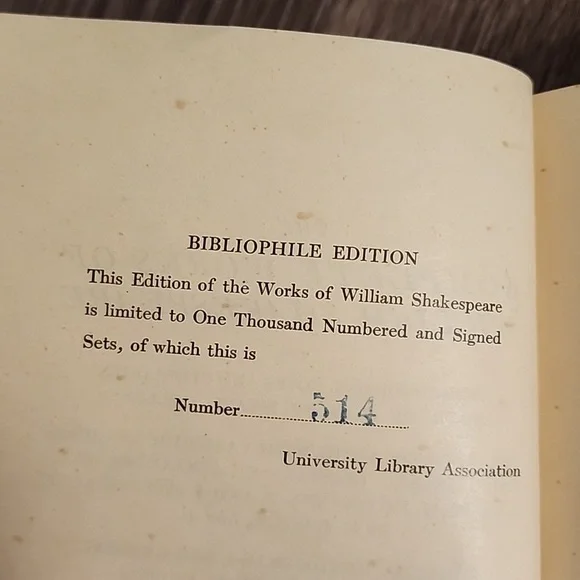 BIBLIOPHILE EDITION
This Edition of the Works of William Shakespeare
is limited to One Thousand Numbered and Signed
Sets, of which this is
Number..............514........
University Library Association